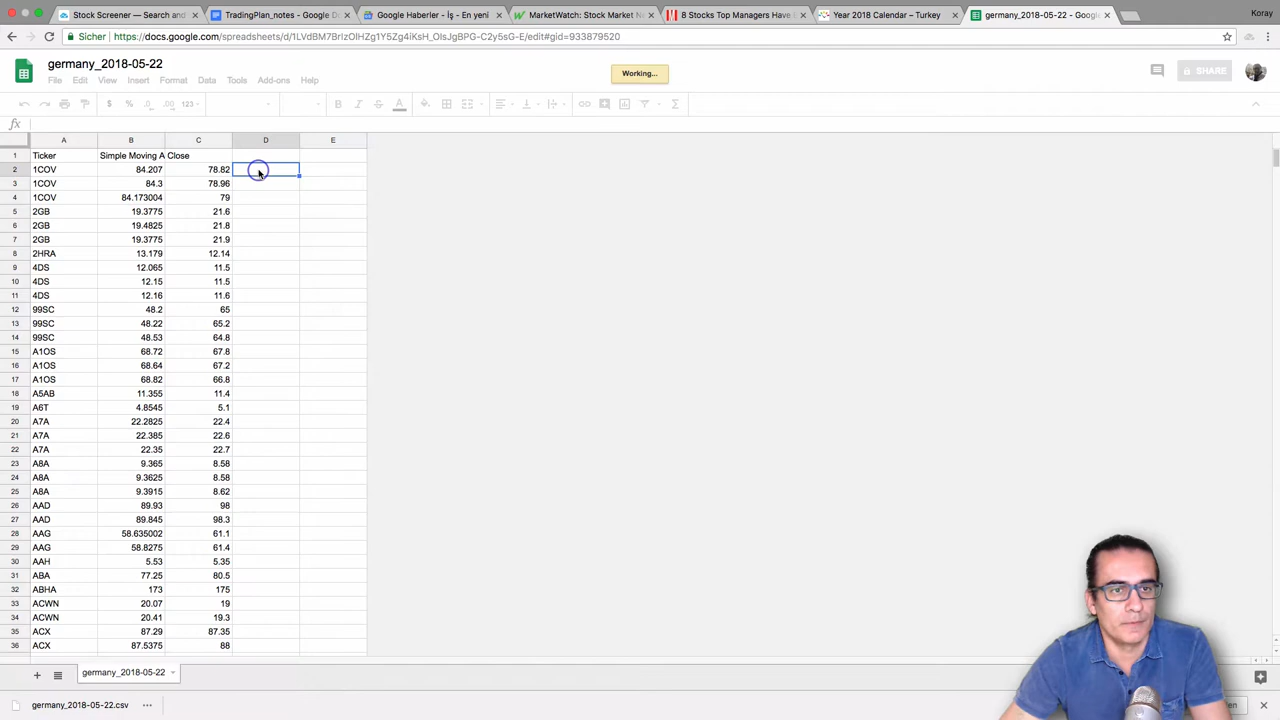 Stock Screener — Search and
TradingPlan_notes - Google D
Google Haberler - İş - En yeni
MarketWatch: Stock Market N
8 Stocks Top Managers Have
Year 2018 Calendar – Turkey
germany_2018-05-22 - Goog
Koray
Sicher
germany_2018-05-22
File Edit View Insert Format Data Tools Add-ons Help
Working...
SHARE
$ % .0 .00 123
B I S A
fx
A B C D E
1 Ticker Simple Moving A Close
2 1COV 84.207 78.82
3 1COV 84.3 78.96
4 1COV 84.173004 79
5 2GB 19.3775 21.6
6 2GB 19.4825 21.8
7 2GB 19.3775 21.9
8 2HRA 13.179 12.14
9 4DS 12.065 11.5
10 4DS 12.15 11.5
11 4DS 12.16 11.6
12 99SC 48.2 65
13 99SC 48.22 65.2
14 99SC 48.53 64.8
15 A1OS 68.72 67.8
16 A1OS 68.64 67.2
17 A1OS 68.82 66.8
18 A5AB 11.355 11.4
19 A6T 4.8545 5.1
20 A7A 22.2825 22.4
21 A7A 22.385 22.6
22 A7A 22.35 22.7
23 A8A 9.365 8.58
24 A8A 9.3625 8.58
25 A8A 9.3915 8.62
26 AAD 89.93 98
27 AAD 89.845 98.3
28 AAG 58.635002 61.1
29 AAG 58.8275 61.4
30 AAH 5.53 5.35
31 ABA 77.25 80.5
32 ABHA 173 175
33 ACWN 20.07 19
34 ACWN 20.41 19.3
35 ACX 87.29 87.35
36 ACX 87.5375 88
germany_2018-05-22
germany_2018-05-22.csv